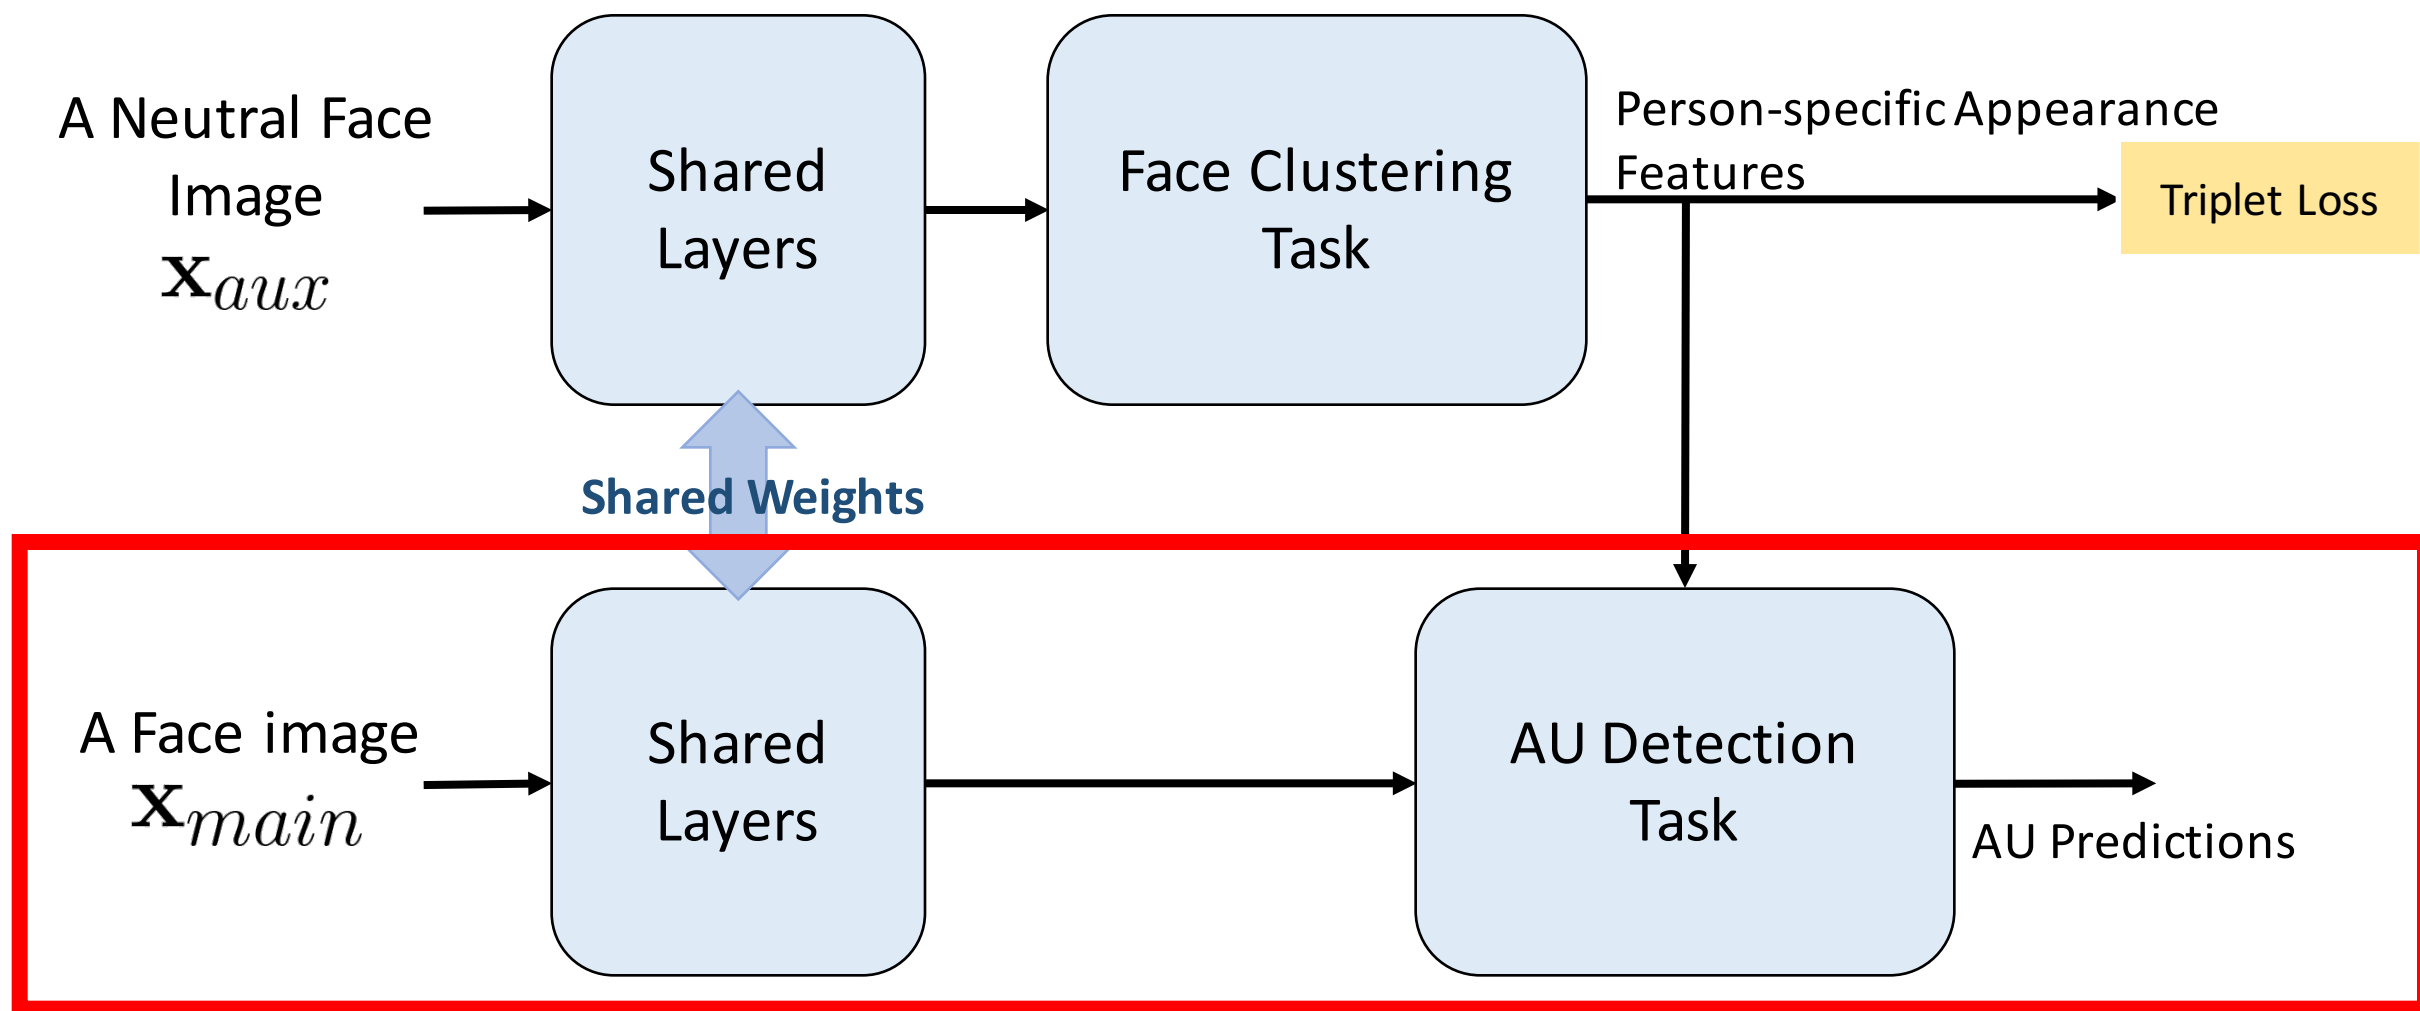 A Neutral Face
Image
x_aux
Shared
Layers
Face Clustering
Task
Person-specific Appearance
Features
Triplet Loss
Shared Weights
A Face image
x_main
Shared
Layers
AU Detection
Task
AU Predictions